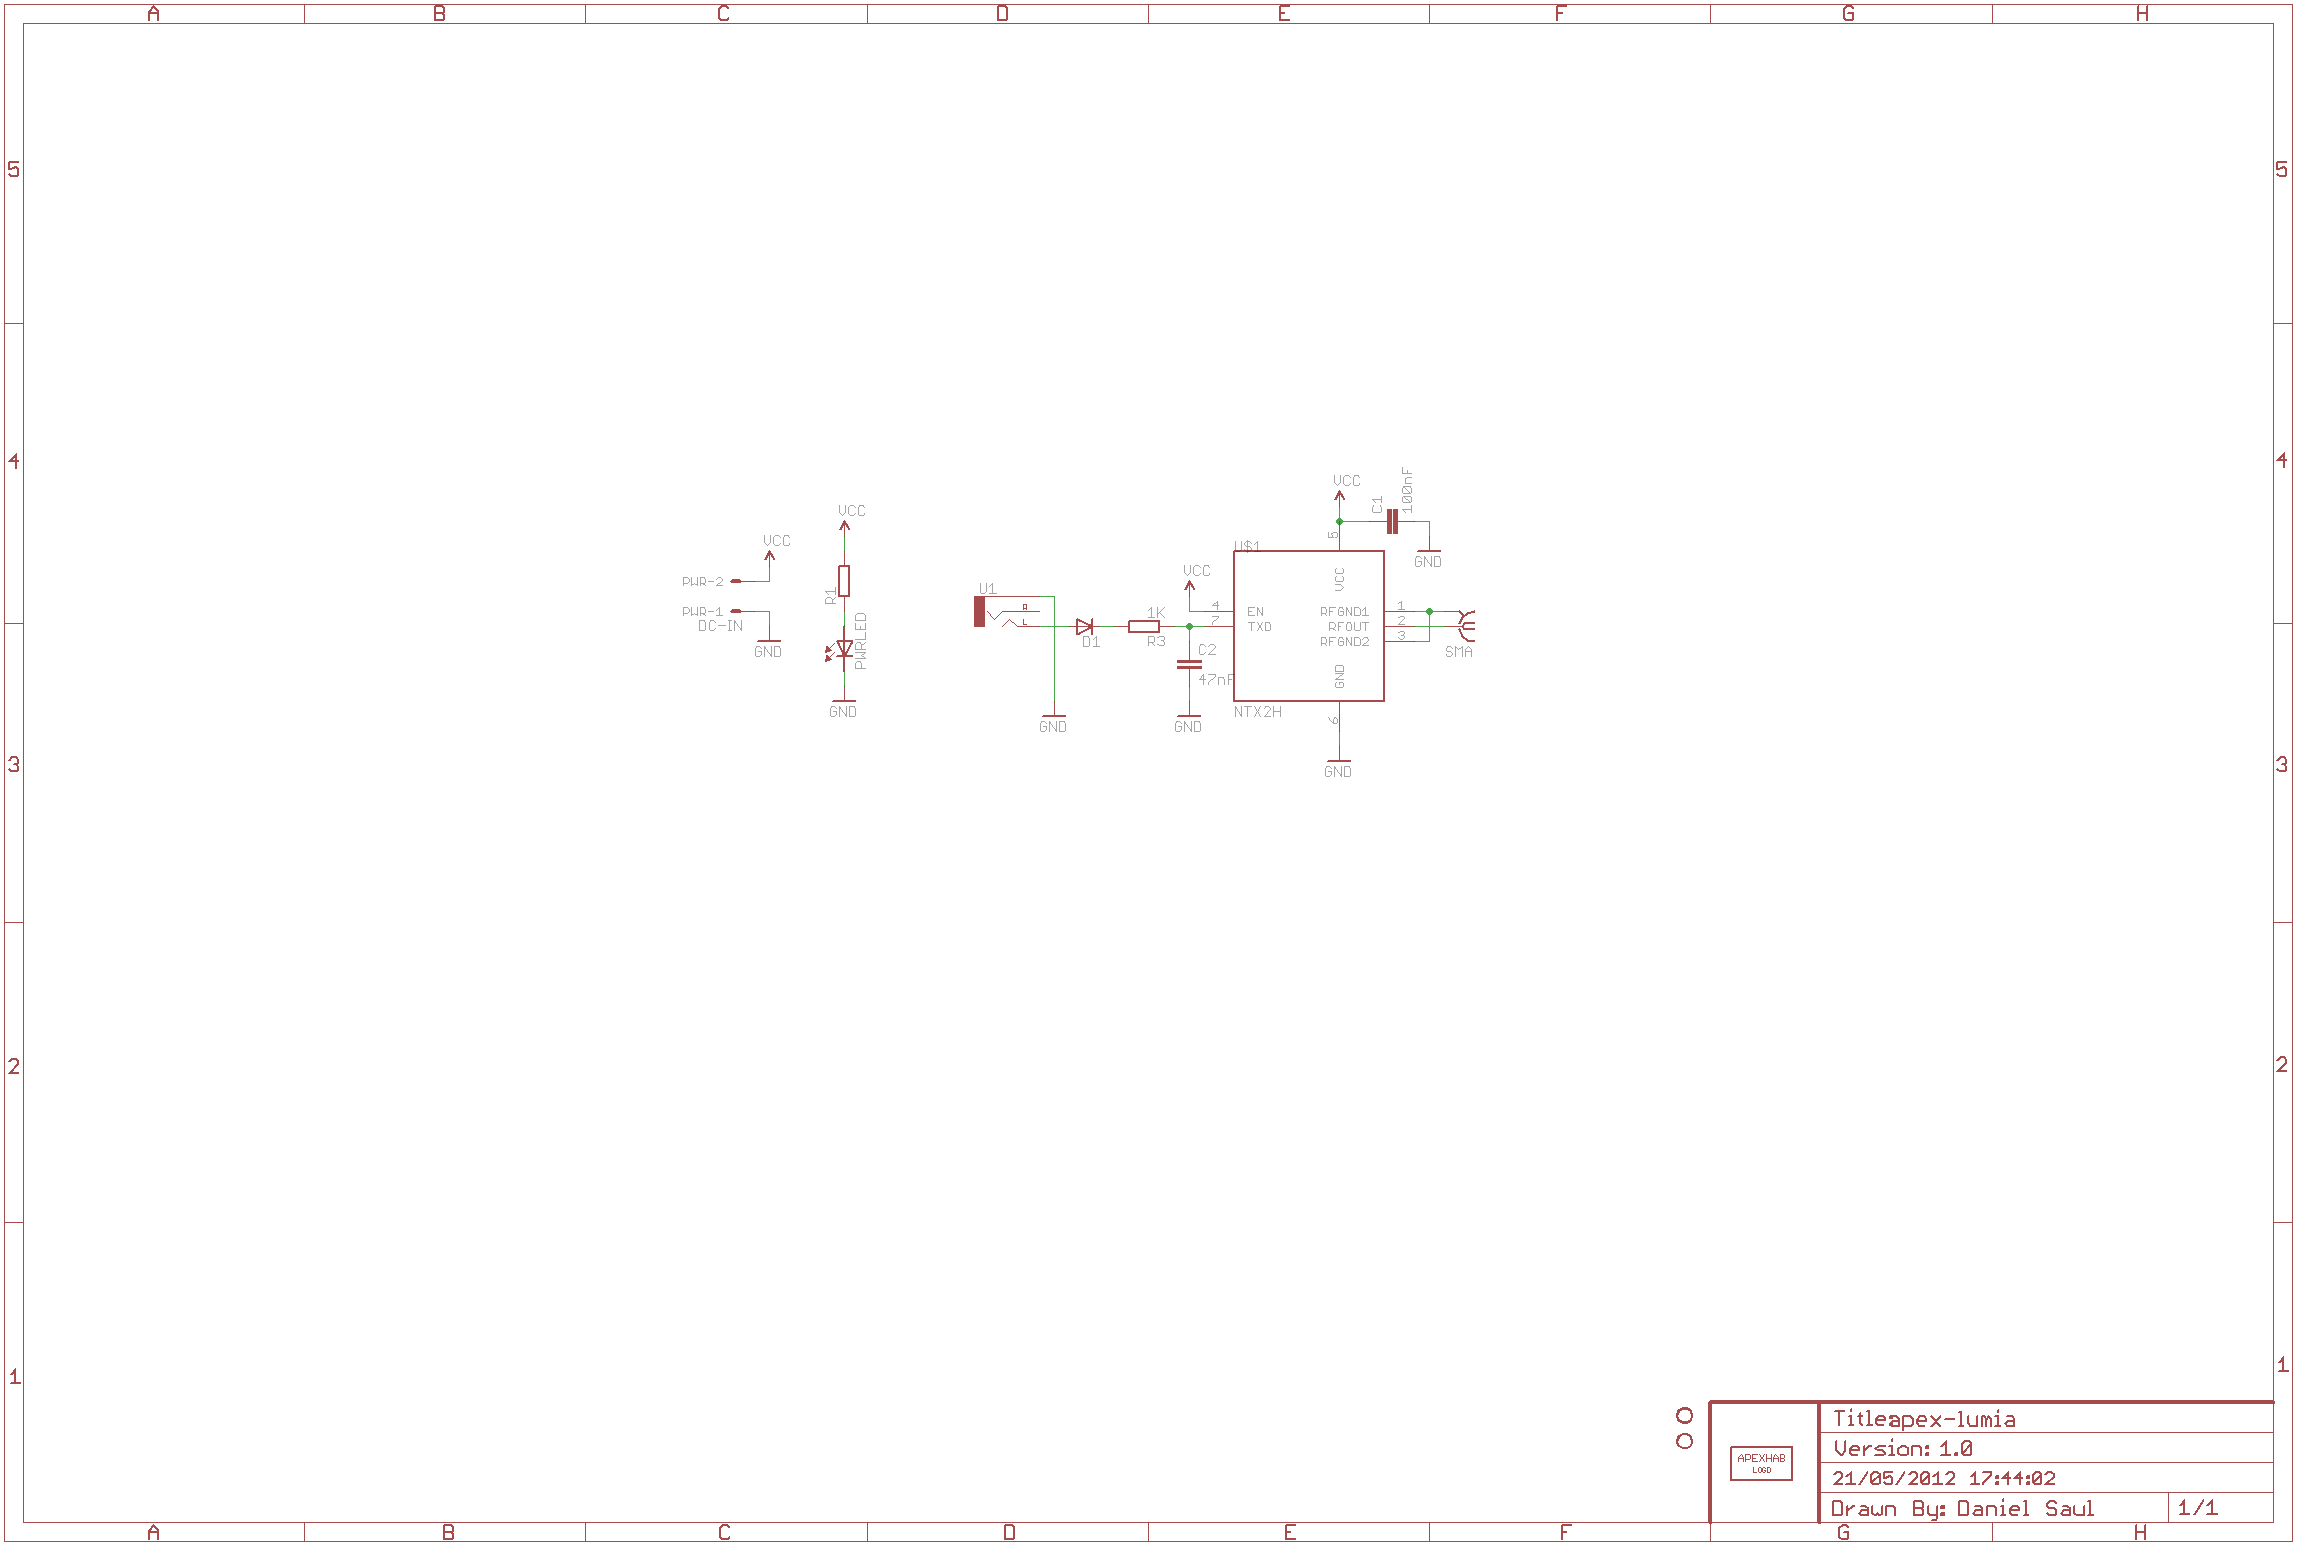 A B C D E F G H
5 5
4 4
3 3
2 2
1 1
VCC
PWR-2
PWR-1
DC-IN
GND
VCC
R1
PWRLED
GND
U1
R
L
GND
D1
1K
R3
VCC
C2
47nF
GND
U$1
4 EN
7 TXD
VCC
5
C1
100nF
GND
VCC
RFGND1 1
RFOUT 2
RFGND2 3
SMA
GND
NTX2H
6
GND
APEXHAB
LOGO
Title:apex-lumia
Version: 1.0
21/05/2012 17:44:02
Drawn By: Daniel Saul
1/1
A B C D E F G H